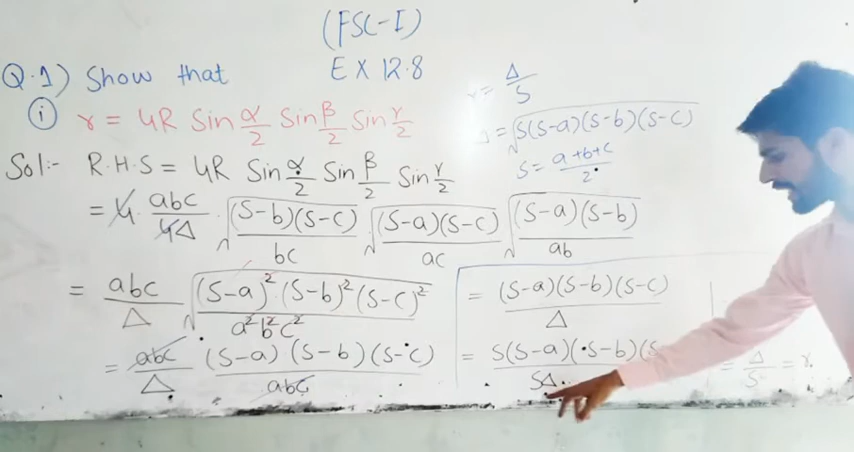 (FSC-I)
Q.1) Show that EX 12.8
(i) r = 4R Sin α/2 Sin β/2 Sin γ/2
r = Δ/S
Δ = √(S(S-a)(S-b)(S-c))
S = (a+b+c)/2
Sol:- R.H.S = 4R Sin α/2 Sin β/2 Sin γ/2
= 4. abc/4Δ . √((S-b)(S-c)/bc) √((S-a)(S-c)/ac) √((S-a)(S-b)/ab)
= abc/Δ √((S-a)² (S-b)² (S-c)²/a²b²c²)
= abc/Δ (S-a) (S-b) (S-c)/abc
= (S-a)(S-b)(S-c)/Δ
= S(S-a)(S-b)(S
SΔ
= Δ/S = r